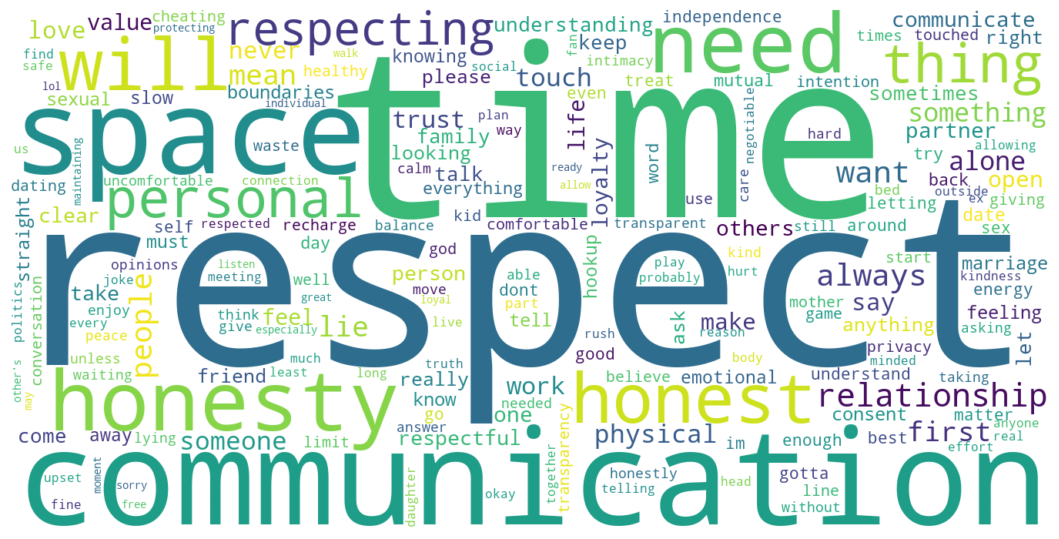 love value cheating protecting respecting understanding independence need communicate
find safe will never mean knowing keep fan intimacy times touched right
lol sexual slow boundaries healthy walk please social touch even treat mutual intention thing
us space individual time trust plan family way life word care negotiable hard sometimes something allowing
maintaining waste looking calm talk ready allow loyalty partner try alone
dating uncomfortable connection everything want back outside open
personal kid use letting bed ex giving
clear self respected recharge balance comfortable transparent others still around date sex
straight must day god person kind start marriage
opinions listen meeting well able play hurt always kindness energy
politics joke take people think great move dont hookup probably mother say feeling
conversation enjoy feel loyal part tell ask make game anything asking
every peace give especially lie live rush reason privacy let
respect
unless much truth good body minded
other's waiting friend least long really believe emotional understand taking
may honesty know work honest relationship
go one needed consent matter anyone
come away lying someone limit answer respectful transparency physical im enough best first real effort
communication
upset moment sorry daughter okay together honestly head gotta line
fine free telling without